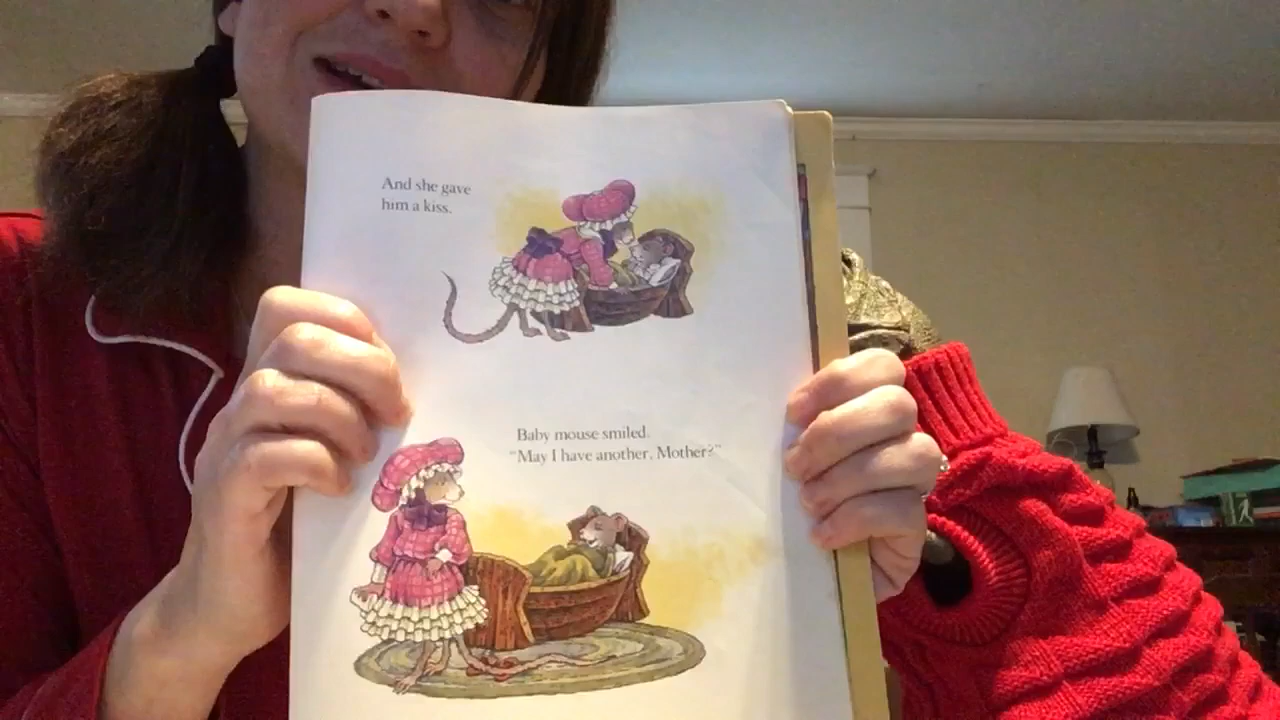 And she gave
him a kiss.
Baby mouse smiled.
"May I have another, Mother?"